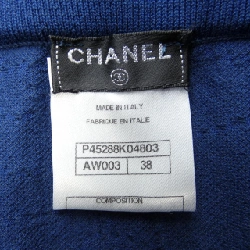 CHANEL
MADE IN ITALY
FABRIQUE EN ITALIE
P45288K04803
AW003 38
COMPOSITION